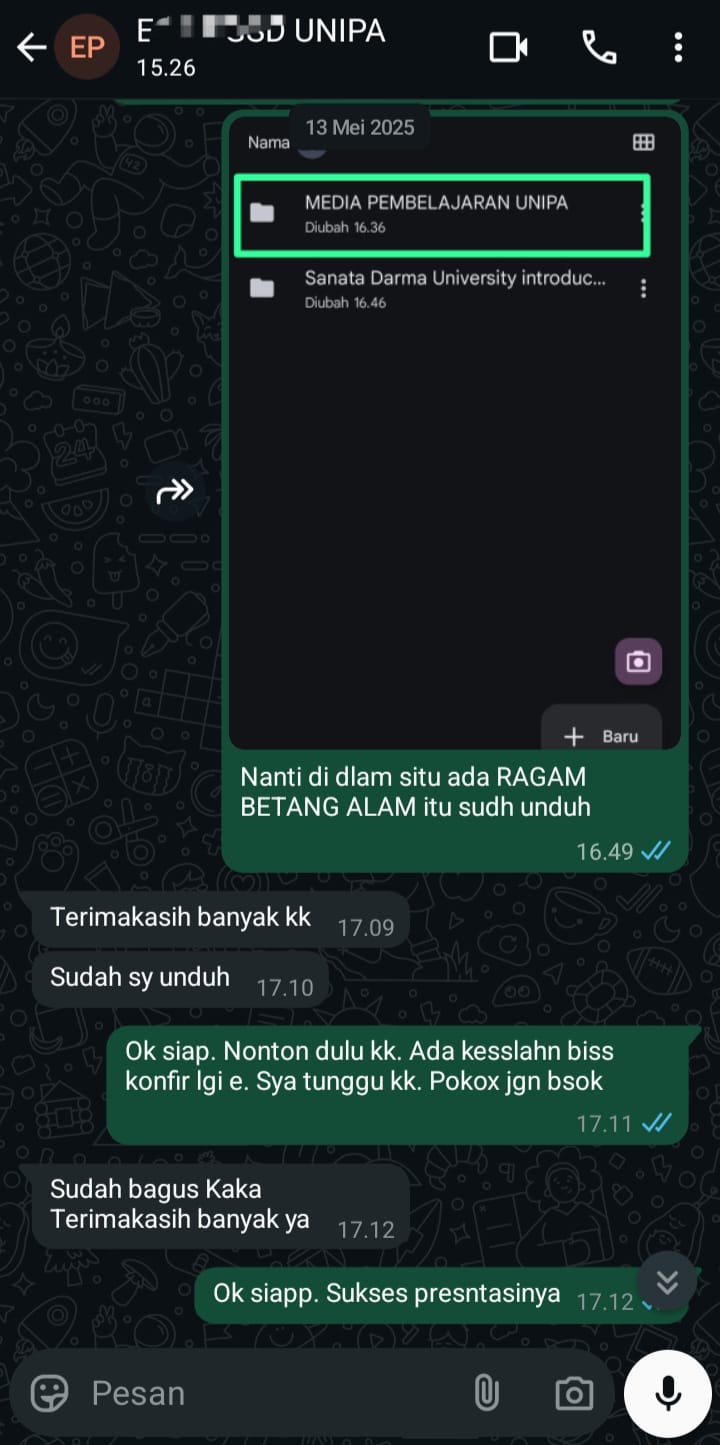 EP
UNIPA
15.26
13 Mei 2025
Nama
MEDIA PEMBELAJARAN UNIPA
Diubah 16.36
Sanata Darma University introduc...
Diubah 16.46
+ Baru
Nanti di dlam situ ada RAGAM
BETANG ALAM itu sudh unduh
16.49
Terimakasih banyak kk 17.09
Sudah sy unduh 17.10
Ok siap. Nonton dulu kk. Ada kesslahn biss
konfir lgi e. Sya tunggu kk. Pokox jgn bsok
17.11
Sudah bagus Kaka
Terimakasih banyak ya 17.12
Ok siapp. Sukses presntasinya 17.12
Pesan